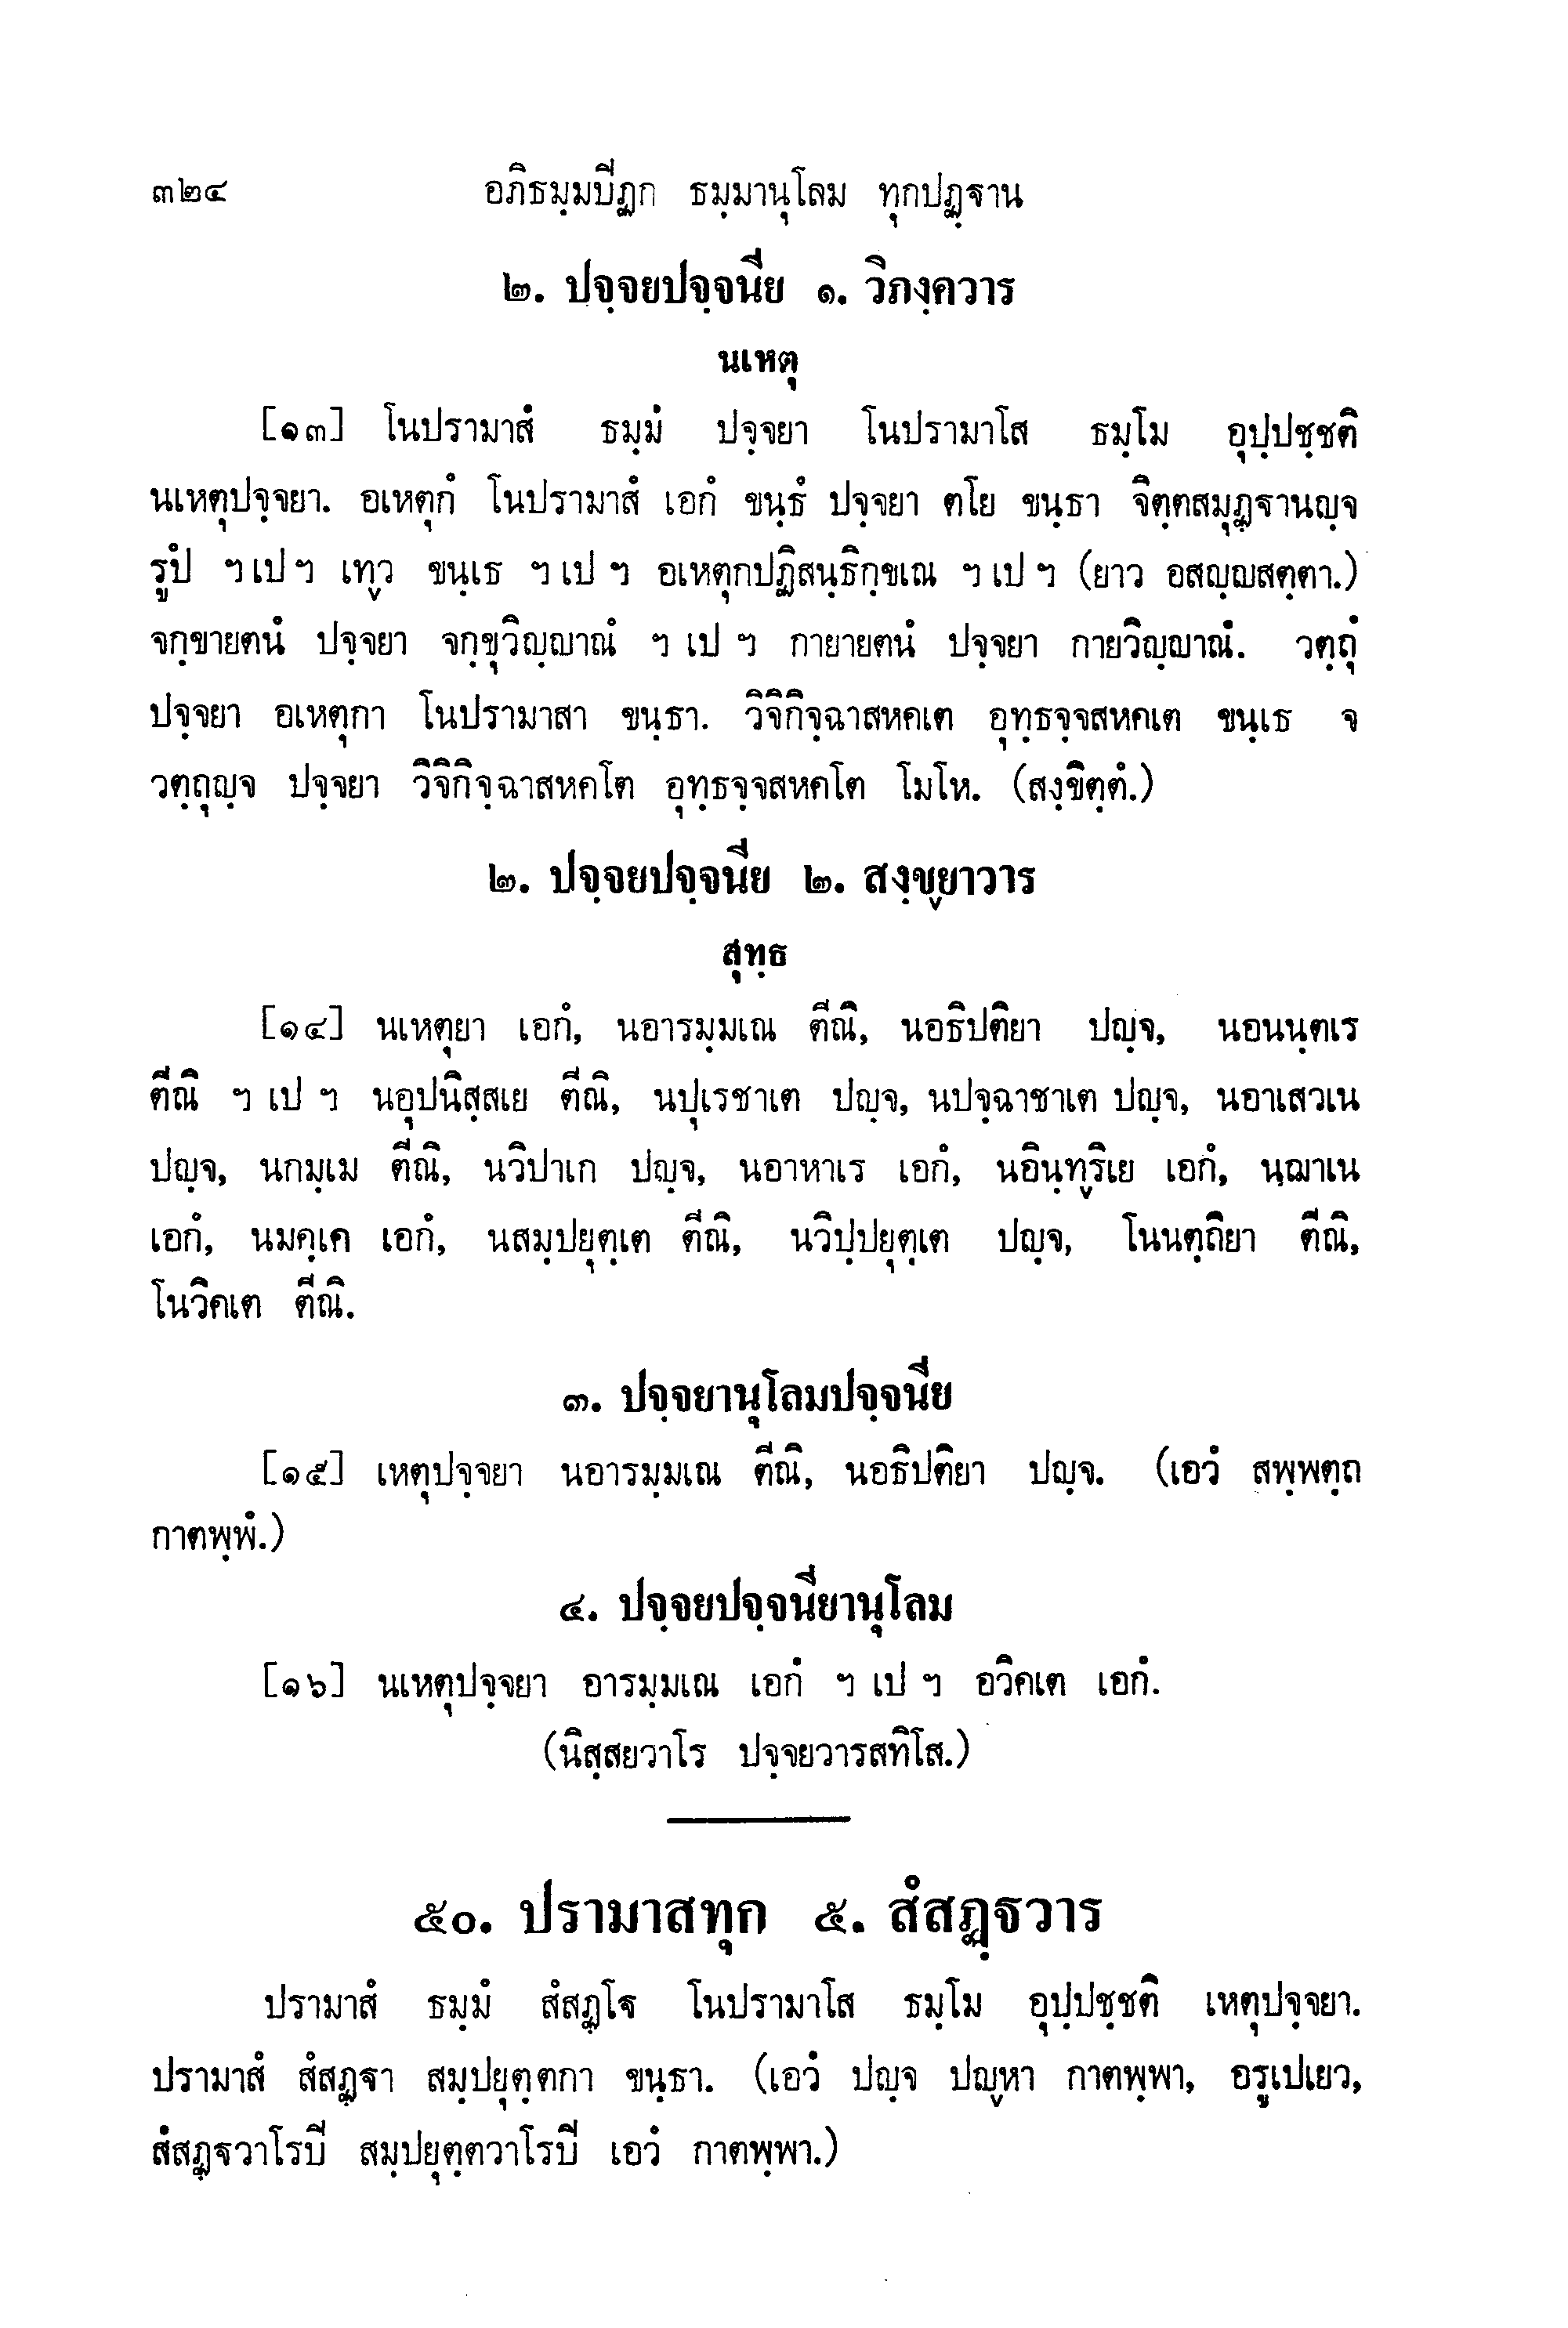 ๓๒๔ อภิธมฺมปีฏก ธมฺมานุโลม ทุกปฏฺฐาน
๒. ปจฺจยปจฺจนีย ๑. วิภงฺควาร
นเหตุ
[๑๓] โนปรามาสํ ธมฺมํ ปจฺจยา โนปรามาโส ธมฺโม อุปฺปชฺชติ
นเหตุปจฺจยา. อเหตุกํ โนปรามาสํ เอกํ ขนฺธํ ปจฺจยา ตโย ขนฺธา จิตฺตสมุฏฺฐานญฺจ
รูปํ ฯ เป ฯ เทฺว ขนฺเธ ฯ เป ฯ อเหตุกปฏิสนฺธิกฺขเณ ฯ เป ฯ (ยาว อสญฺญสตฺตา.)
จกฺขายตนํ ปจฺจยา จกฺขุวิญฺญาณํ ฯ เป ฯ กายายตนํ ปจฺจยา กายวิญฺญาณํ. วตฺถุํ
ปจฺจยา อเหตุกา โนปรามาสา ขนฺธา. วิจิกิจฺฉาสหคเต อุทฺธจฺจสหคเต ขนฺเธ จ
วตฺถุญฺจ ปจฺจยา วิจิกิจฺฉาสหคโต อุทฺธจฺจสหคโต โมโห. (สงฺขิตฺตํ.)
๒. ปจฺจยปจฺจนีย ๒. สงฺขฺยาวาร
สุทฺธ
[๑๔] นเหตุยา เอกํ, นอารมฺมเณ ตีณิ, นอธิปติยา ปญฺจ, นอนนฺตเร
ตีณิ ฯ เป ฯ นอุปนิสฺสเย ตีณิ, นปุเรชาเต ปญฺจ, นปจฺฉาชาเต ปญฺจ, นอาเสวเน
ปญฺจ, นกมฺเม ตีณิ, นวิปาเก ปญฺจ, นอาหาเร เอกํ, นอินฺทฺริเย เอกํ, นฌาเน
เอกํ, นมคฺเค เอกํ, นสมฺปยุตฺเต ตีณิ, นวิปฺปยุตฺเต ปญฺจ, โนนตฺถิยา ตีณิ,
โนวิคเต ตีณิ.
๓. ปจฺจยานุโลมปจฺจนีย
[๑๕] เหตุปจฺจยา นอารมฺมเณ ตีณิ, นอธิปติยา ปญฺจ. (เอวํ สพฺพตฺถ
กาตพฺพํ.)
๔. ปจฺจยปจฺจนียานุโลม
[๑๖] นเหตุปจฺจยา อารมฺมเณ เอกํ ฯ เป ฯ อวิคเต เอกํ.
(นิสฺสยวาโร ปจฺจยวารสทิโส.)
๕๐. ปรามาสทุก ๕. สํสฏฺฐวาร
ปรามาสํ ธมฺมํ สํสฏฺโฐ โนปรามาโส ธมฺโม อุปฺปชฺชติ เหตุปจฺจยา.
ปรามาสํ สํสฏฺฐา สมฺปยุตฺตกา ขนฺธา. (เอวํ ปญฺจ ปญฺหา กาตพฺพา, อรูเปเยว,
สํสฏฺฐวาโรปี สมฺปยุตฺตวาโรปี เอวํ กาตพฺพา.)